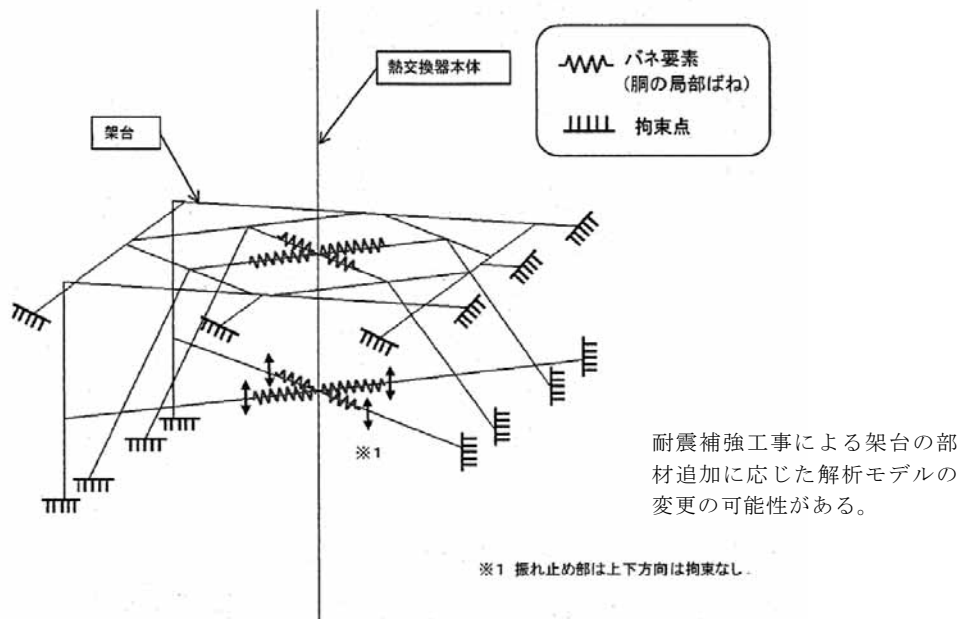 熱交換器本体
架台
バネ要素
(胴の局部ばね)
拘束点
※1
耐震補強工事による架台の部
材追加に応じた解析モデルの
変更の可能性がある。
※1 振れ止め部は上下方向は拘束なし